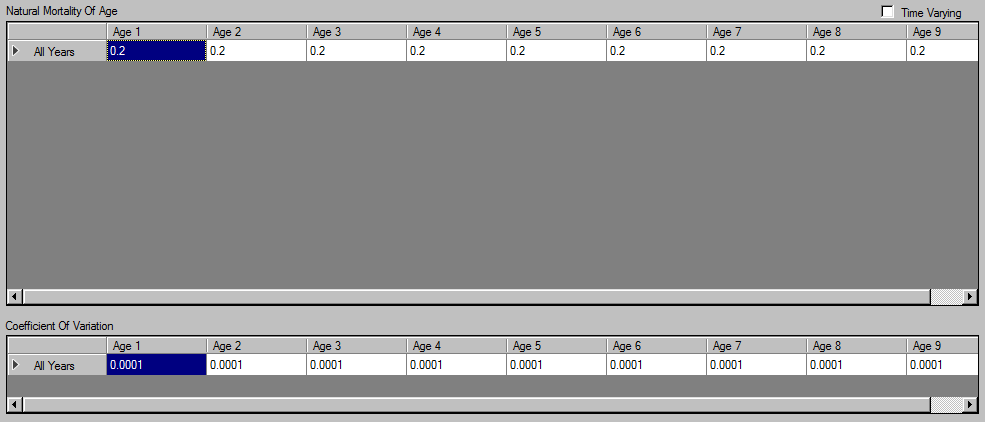 Natural Mortality Of Age Time Varying
Age 1 Age 2 Age 3 Age 4 Age 5 Age 6 Age 7 Age 8 Age 9
All Years 0.2 0.2 0.2 0.2 0.2 0.2 0.2 0.2 0.2
Coefficient Of Variation
Age 1 Age 2 Age 3 Age 4 Age 5 Age 6 Age 7 Age 8 Age 9
All Years 0.0001 0.0001 0.0001 0.0001 0.0001 0.0001 0.0001 0.0001 0.0001